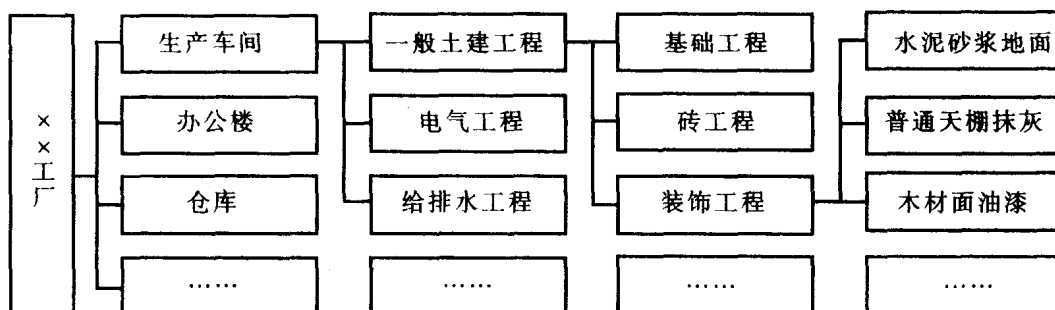 ××工厂
生产车间
一般土建工程
基础工程
水泥砂浆地面
办公楼
电气工程
砖工程
普通天棚抹灰
仓库
给排水工程
装饰工程
木材面油漆
……
……
……
……